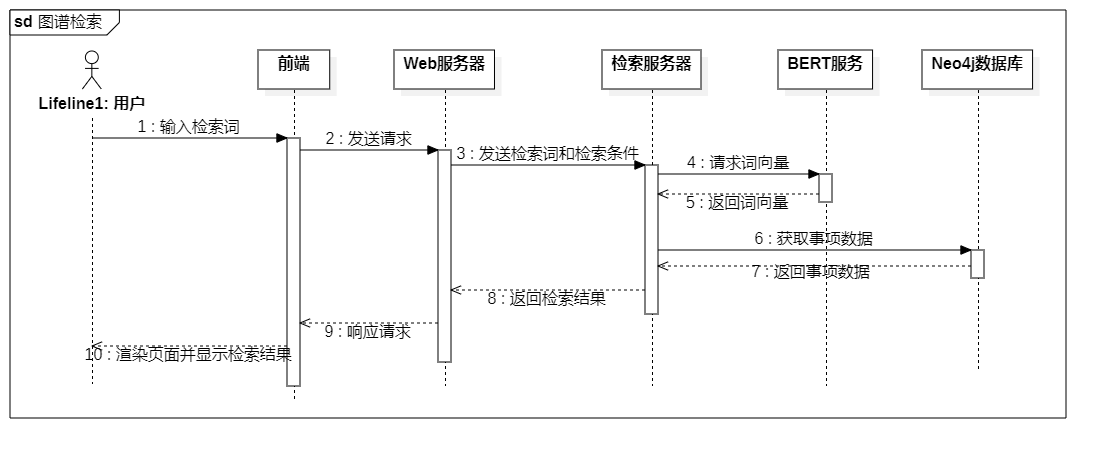 sd 图谱检索
Lifeline1: 用户
前端
Web服务器
检索服务器
BERT服务
Neo4j数据库
1 : 输入检索词
2 : 发送请求
3 : 发送检索词和检索条件
4 : 请求词向量
5 : 返回词向量
6 : 获取事项数据
7 : 返回事项数据
8 : 返回检索结果
9 : 响应请求
10 : 渲染页面并显示检索结果